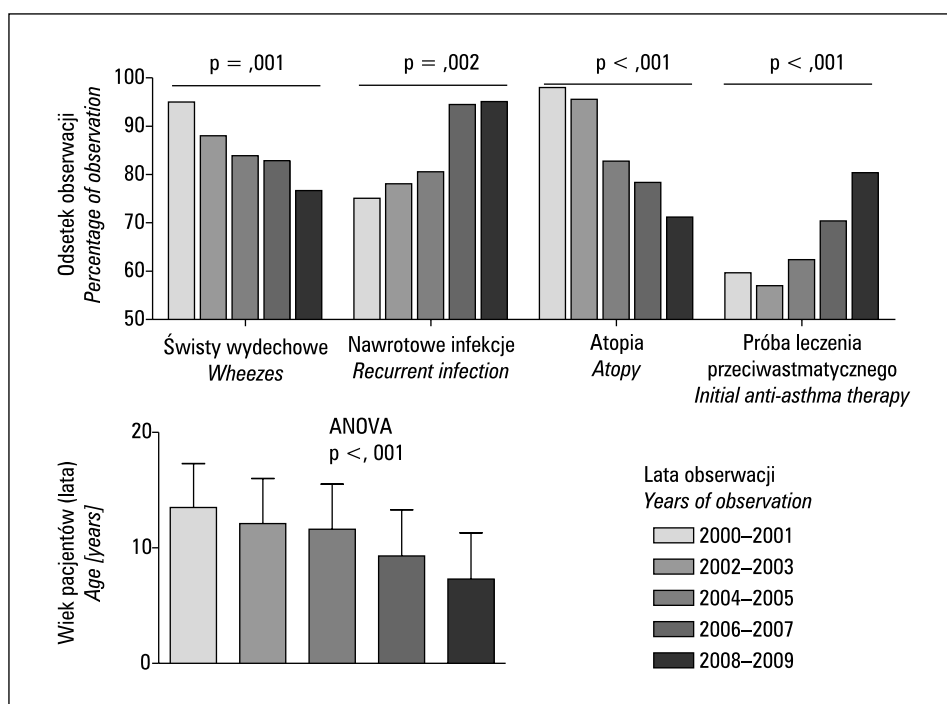 p = ,001
p = ,002
p < ,001
p < ,001
Odsetek obserwacji
Percentage of observation
100
90
80
70
60
50
Świsty wydechowe
Wheezes
Nawrotowe infekcje
Recurrent infection
Atopia
Atopy
Próba leczenia
przeciwastmatycznego
Initial anti-asthma therapy
Wiek pacjentów (lata)
Age [years]
20
10
0
ANOVA
p <, 001
Lata obserwacji
Years of observation
2000–2001
2002–2003
2004–2005
2006–2007
2008–2009